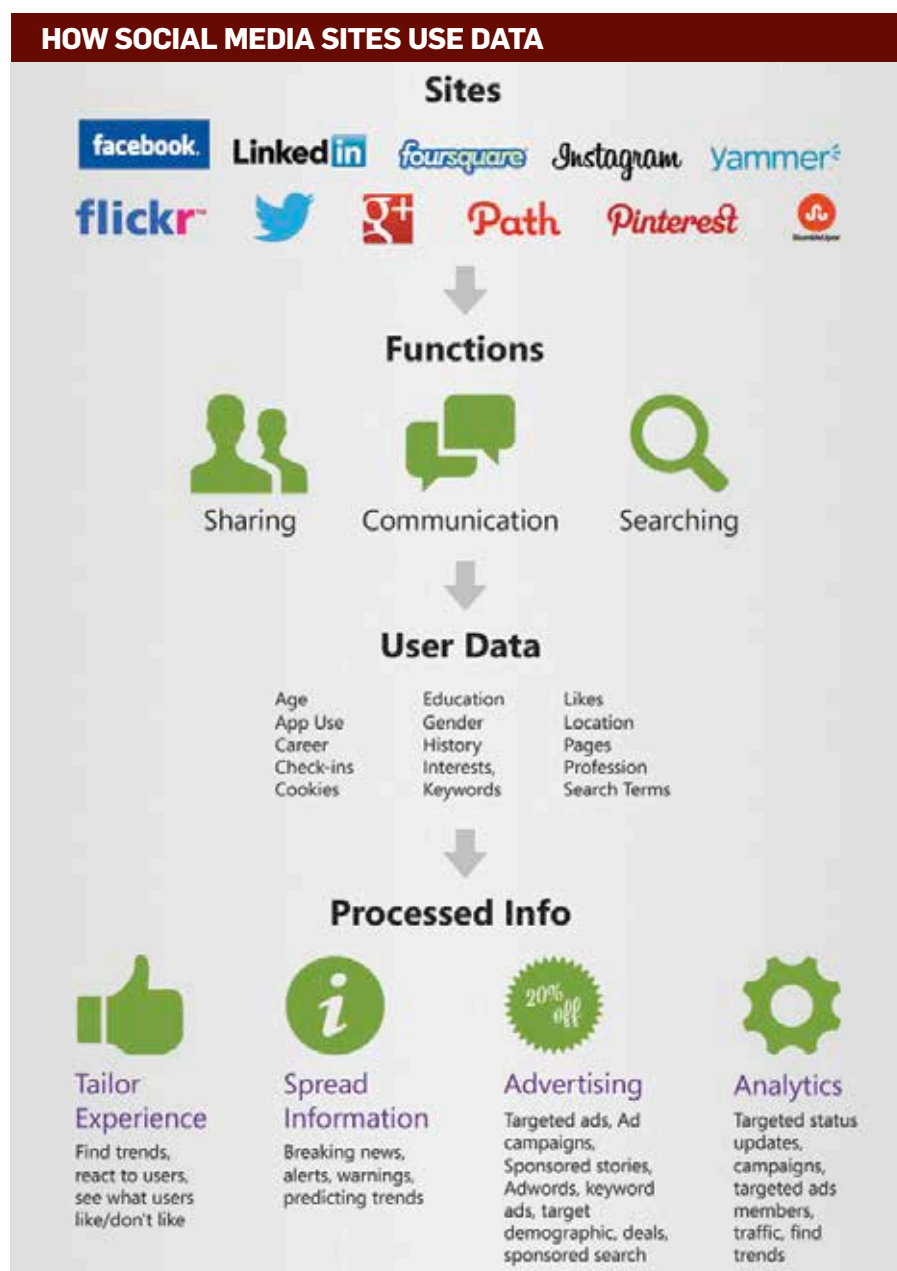 HOW SOCIAL MEDIA SITES USE DATA
Sites
facebook.
Linked in
foursquare
Instagram
yammer
flickr™
g+
Path
Pinterest
StumbleUpon
Functions
Sharing
Communication
Searching
User Data
Age
App Use
Career
Check-ins
Cookies
Education
Gender
History
Interests,
Keywords
Likes
Location
Pages
Profession
Search Terms
Processed Info
Tailor
Experience
Find trends,
react to users,
see what users
like/don't like
i
Spread
Information
Breaking news,
alerts, warnings,
predicting trends
20%
off
Advertising
Targeted ads, Ad
campaigns,
Sponsored stories,
Adwords, keyword
ads, target
demographic, deals,
sponsored search
Analytics
Targeted status
updates,
campaigns,
targeted ads
members,
traffic, find
trends